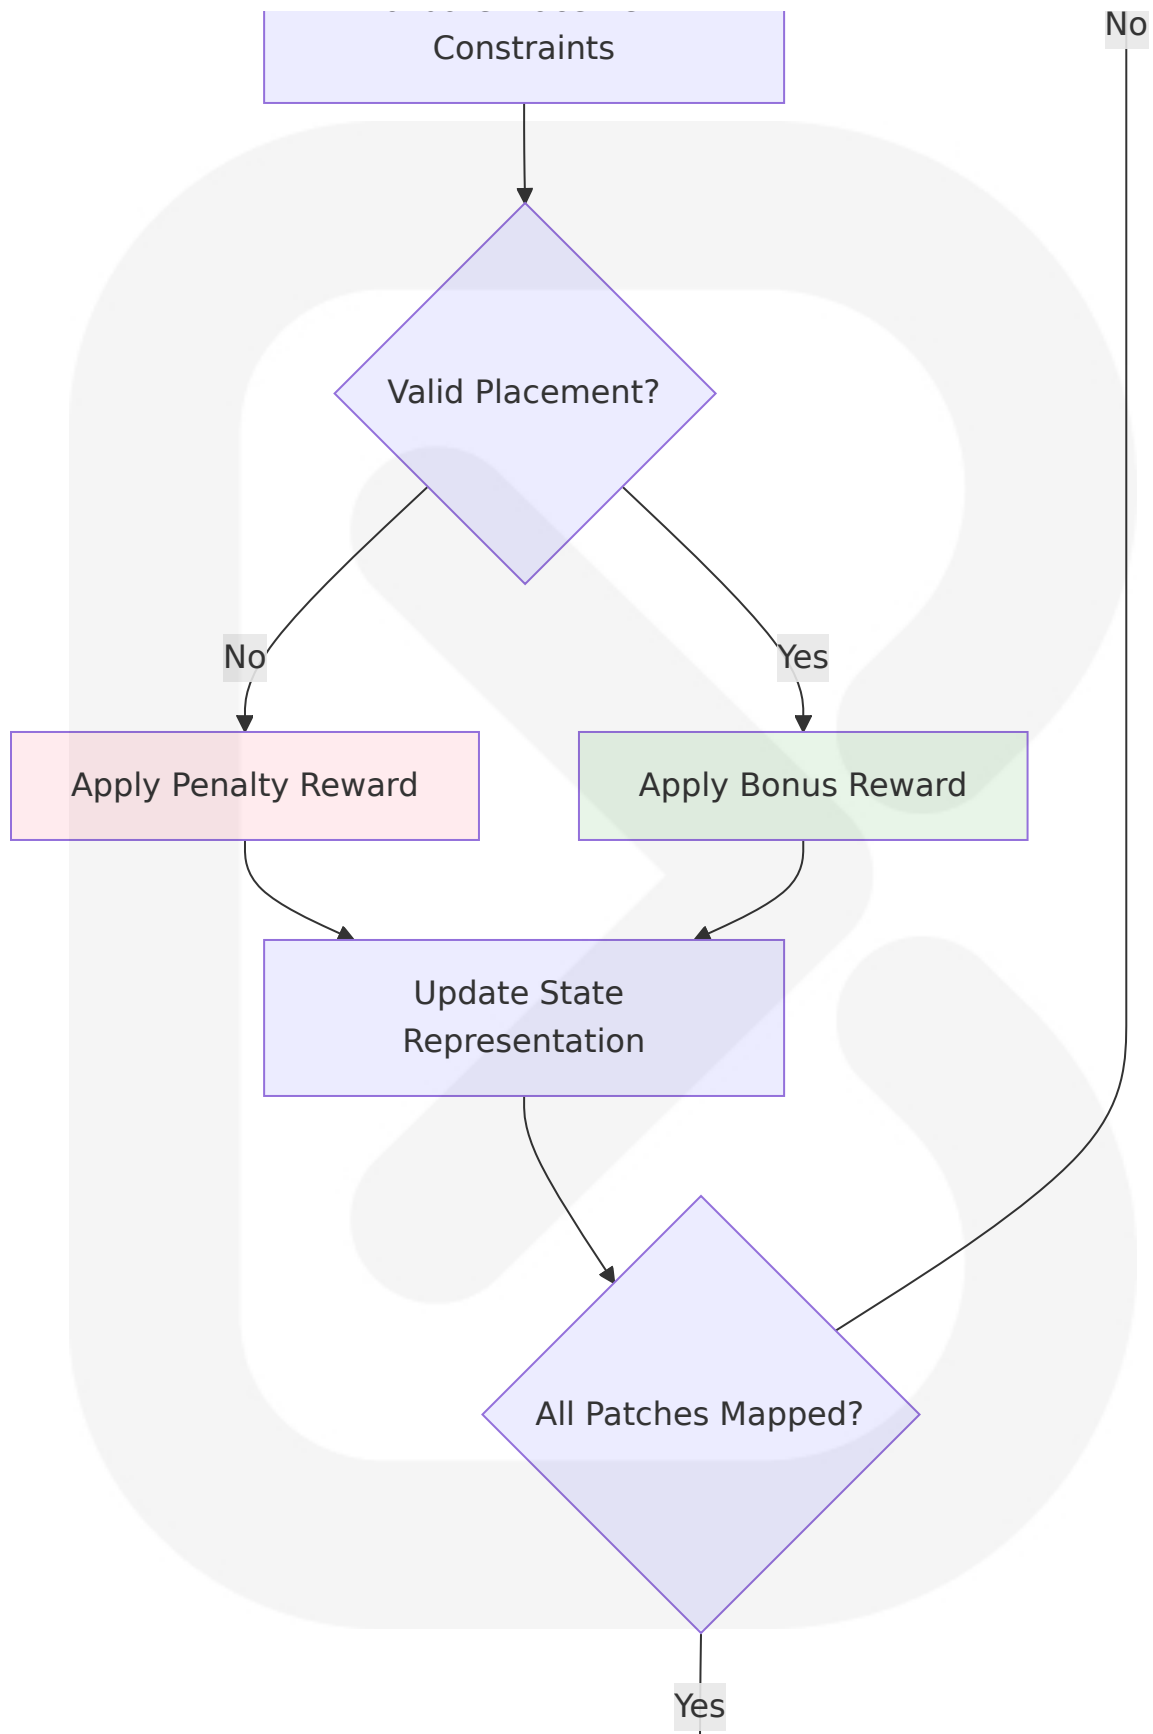 Constraints
No
Valid Placement?
No
Yes
Apply Penalty Reward
Apply Bonus Reward
Update State
Representation
All Patches Mapped?
Yes